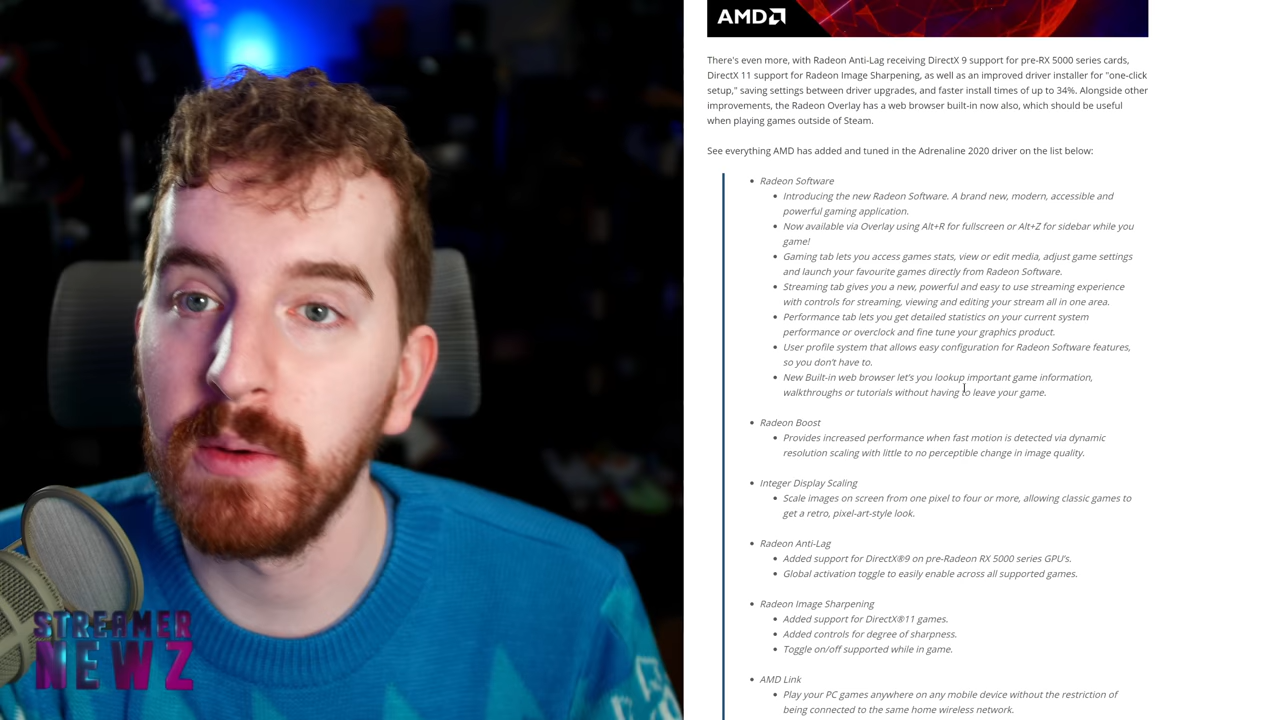 AMD
There's even more, with Radeon Anti-Lag receiving DirectX 9 support for pre-RX 5000 series cards,
DirectX 11 support for Radeon Image Sharpening, as well as an improved driver installer for "one-click
setup," saving settings between driver upgrades, and faster install times of up to 34%. Alongside other
improvements, the Radeon Overlay has a web browser built-in now also, which should be useful
when playing games outside of Steam.
See everything AMD has added and tuned in the Adrenaline 2020 driver on the list below:
Radeon Software
Introducing the new Radeon Software. A brand new, modern, accessible and
powerful gaming application.
Now available via Overlay using Alt+R for fullscreen or Alt+Z for sidebar while you
game!
Gaming tab lets you access games stats, view or edit media, adjust game settings
and launch your favourite games directly from Radeon Software.
Streaming tab gives you a new, powerful and easy to use streaming experience
with controls for streaming, viewing and editing your stream all in one area.
Performance tab lets you get detailed statistics on your current system
performance or overclock and fine tune your graphics product.
User profile system that allows easy configuration for Radeon Software features,
so you don't have to.
New Built-in web browser let's you lookup important game information,
walkthroughs or tutorials without having to leave your game.
Radeon Boost
Provides increased performance when fast motion is detected via dynamic
resolution scaling with little to no perceptible change in image quality.
Integer Display Scaling
Scale images on screen from one pixel to four or more, allowing classic games to
get a retro, pixel-art-style look.
Radeon Anti-Lag
Added support for DirectX®9 on pre-Radeon RX 5000 series GPU's.
Global activation toggle to easily enable across all supported games.
Radeon Image Sharpening
Added support for DirectX®11 games.
Added controls for degree of sharpness.
Toggle on/off supported while in game.
AMD Link
Play your PC games anywhere on any mobile device without the restriction of
being connected to the same home wireless network.
STREAMER
NEWZ